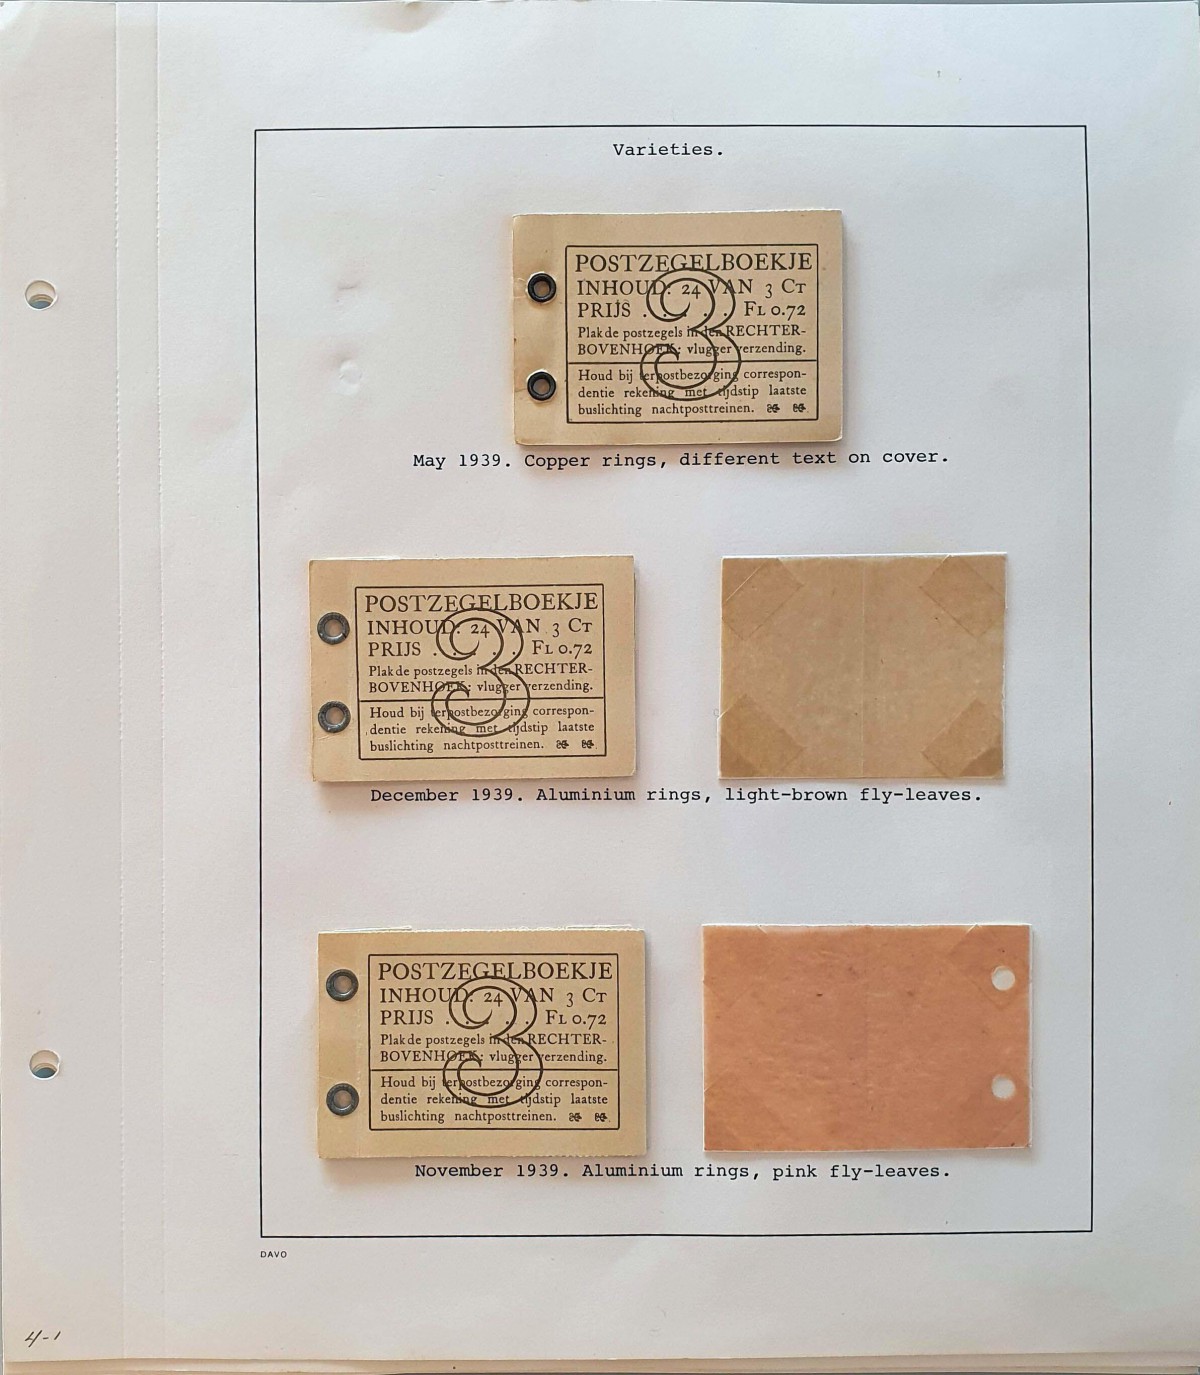 Varieties.
POSTZEGELBOEKJE
INHOUD: 24 VAN 3 CT
PRIJS . . . . . FL 0.72
Plak de postzegels in den RECHTER-
BOVENHOEK: vlugger verzending.
Houd bij terpostbezorging correspon-
dentie rekening met tijdstip laatste
buslichting nachtposttreinen.
3
May 1939. Copper rings, different text on cover.
POSTZEGELBOEKJE
INHOUD: 24 VAN 3 CT
PRIJS . . . . . FL 0.72
Plak de postzegels in den RECHTER-
BOVENHOEK: vlugger verzending.
Houd bij terpostbezorging correspon-
dentie rekening met tijdstip laatste
buslichting nachtposttreinen.
3
December 1939. Aluminium rings, light-brown fly-leaves.
POSTZEGELBOEKJE
INHOUD: 24 VAN 3 CT
PRIJS . . . . . FL 0.72
Plak de postzegels in den RECHTER-
BOVENHOEK: vlugger verzending.
Houd bij terpostbezorging correspon-
dentie rekening met tijdstip laatste
buslichting nachtposttreinen.
3
November 1939. Aluminium rings, pink fly-leaves.
DAVO
4-1